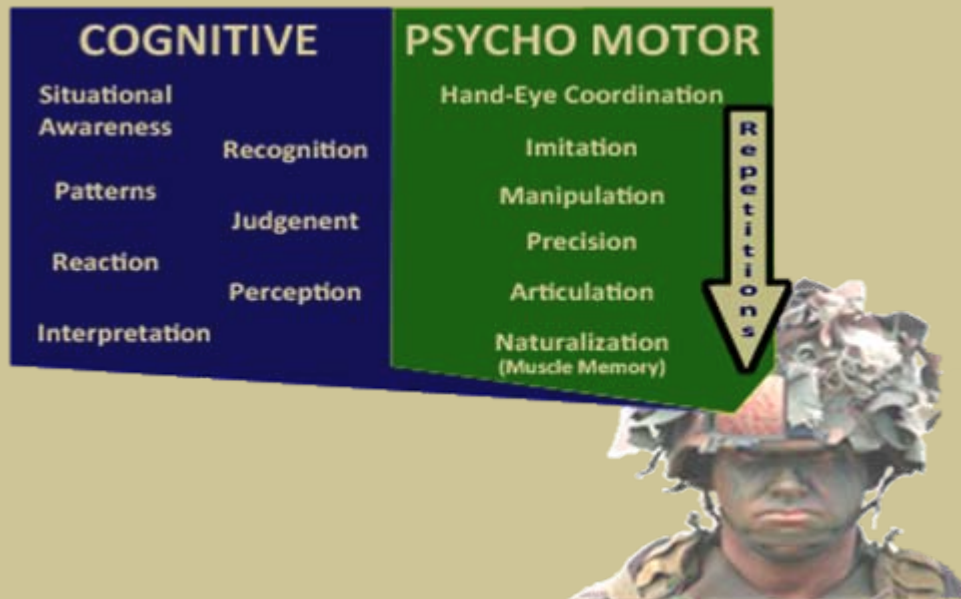 COGNITIVE
Situational
Awareness
Recognition
Patterns
Judgenent
Reaction
Perception
Interpretation
PSYCHO MOTOR
Hand-Eye Coordination
Imitation
Manipulation
Precision
Articulation
Naturalization
(Muscle Memory)
Repetitions